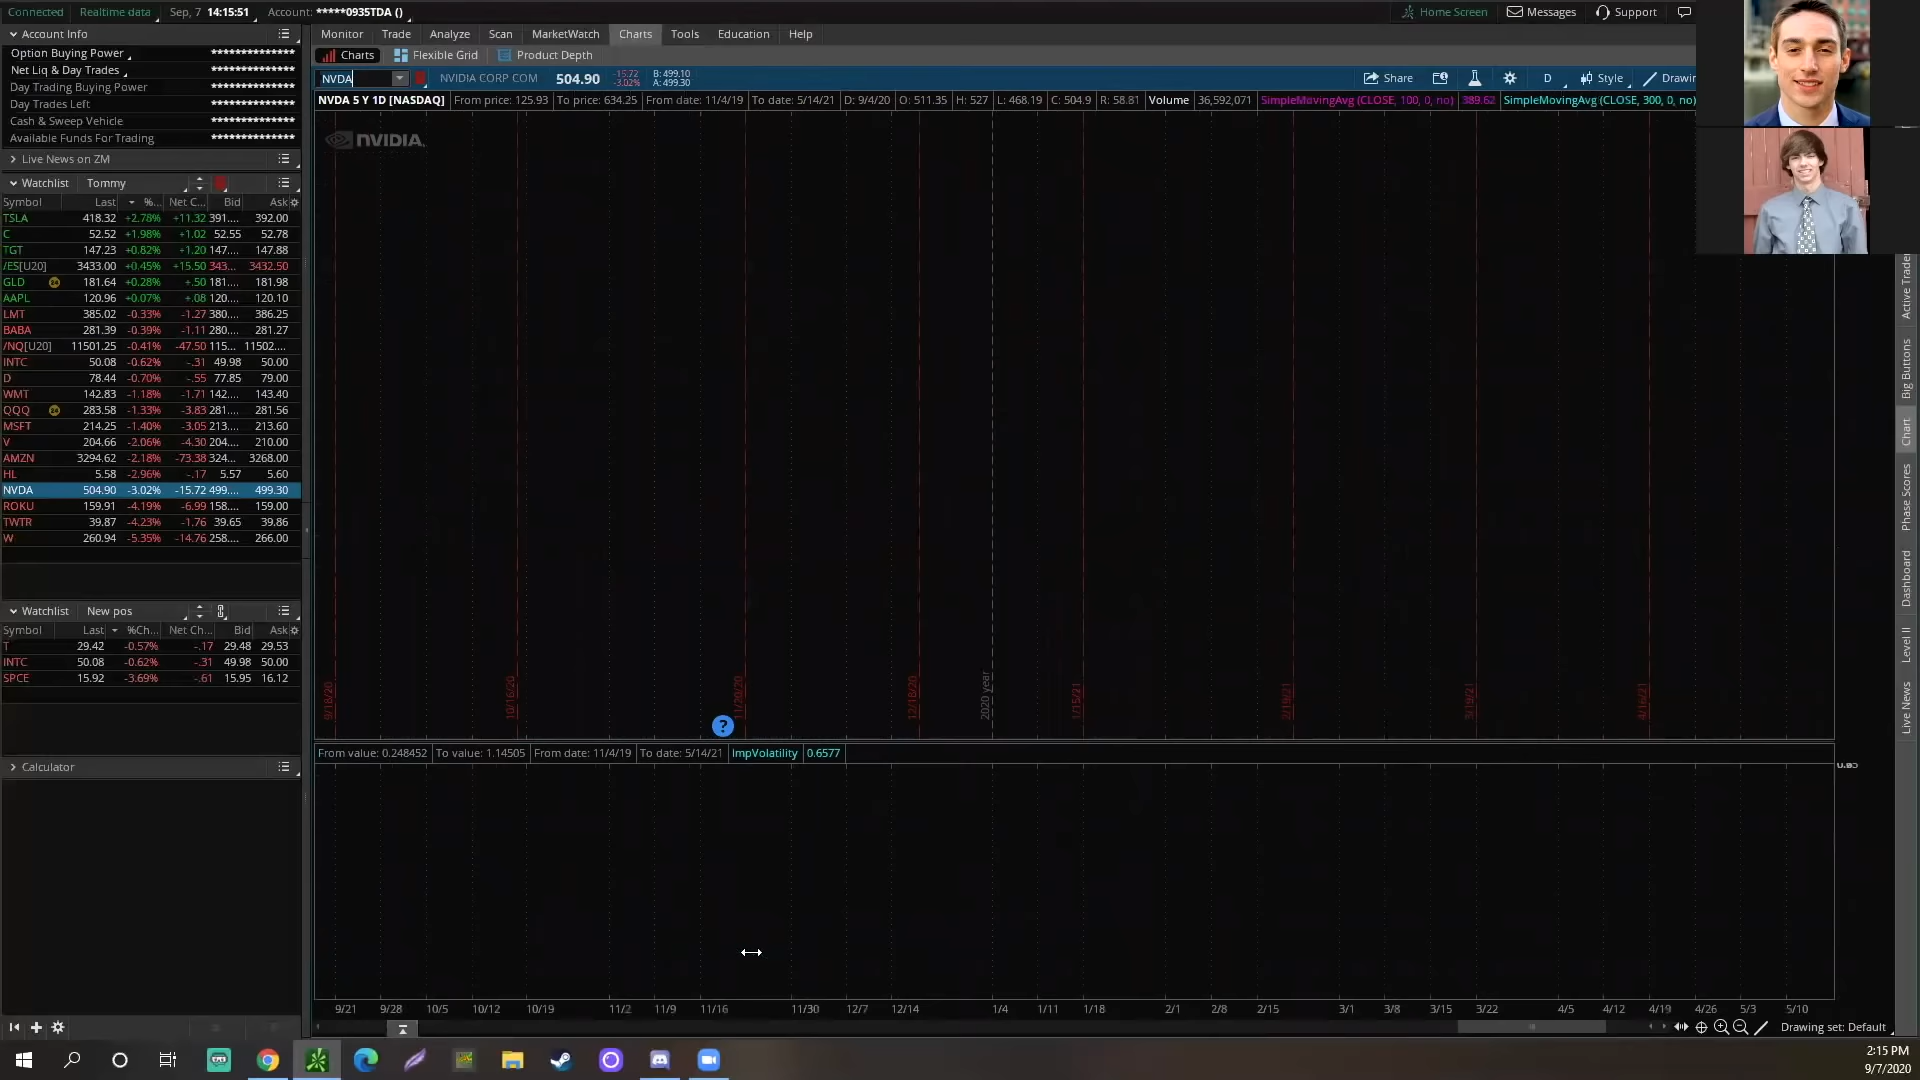 Connected Realtime data Sep, 7 14:15:51 Account: *****0935TDA () Home Screen Messages Support
Account Info
Option Buying Power **************
Net Liq & Day Trades **************
Day Trading Buying Power **************
Day Trades Left **************
Cash & Sweep Vehicle **************
Available Funds For Trading **************
Live News on ZM
Watchlist Tommy
Symbol Last %... Net C... Bid Ask
TSLA 418.32 +2.78% +11.32 391.... 392.00
C 52.52 +1.98% +1.02 52.55 52.78
TGT 147.23 +0.82% +1.20 147.... 147.88
/ES[U20] 3433.00 +0.45% +15.50 343... 3432.50
GLD 181.64 +0.28% +.50 181.... 181.98
AAPL 120.96 +0.07% +.08 120.... 120.10
LMT 385.02 -0.33% -1.27 380.... 386.25
BABA 281.39 -0.39% -1.11 280.... 281.27
/NQ[U20] 11501.25 -0.41% -47.50 115... 11502....
INTC 50.08 -0.62% -.31 49.98 50.00
D 78.44 -0.70% -.55 77.85 79.00
WMT 142.83 -1.18% -1.71 142.... 143.40
QQQ 283.58 -1.33% -3.83 281.... 281.56
MSFT 214.25 -1.40% -3.05 213.... 213.60
V 204.66 -2.06% -4.30 204.... 210.00
AMZN 3294.62 -2.18% -73.38 324... 3268.00
HL 5.58 -2.96% -.17 5.57 5.60
NVDA 504.90 -3.02% -15.72 499.... 499.30
ROKU 159.91 -4.19% -6.99 158.... 159.00
TWTR 39.87 -4.23% -1.76 39.65 39.86
W 260.94 -5.35% -14.76 258.... 266.00
Watchlist New pos
Symbol Last %Ch... Net Ch... Bid Ask
T 29.42 -0.57% -.17 29.48 29.53
INTC 50.08 -0.62% -.31 49.98 50.00
SPCE 15.92 -3.69% -.61 15.95 16.12
Calculator
Monitor Trade Analyze Scan MarketWatch Charts Tools Education Help
Charts Flexible Grid Product Depth
NVDA NVIDIA CORP COM 504.90 -15.72 -3.02% B: 499.10 A: 499.30 Share D Style Drawin
NVDA 5 Y 1D [NASDAQ] From price: 125.93 To price: 634.25 From date: 11/4/19 To date: 5/14/21 D: 9/4/20 O: 511.35 H: 527 L: 468.19 C: 504.9 R: 58.81 Volume 36,592,071 SimpleMovingAvg (CLOSE, 100, 0, no) 389.62 SimpleMovingAvg (CLOSE, 300, 0, no)
NVIDIA.
9/18/20 10/16/20 11/20/20 12/18/20 2020 year 1/15/21 2/19/21 3/19/21 4/16/21
?
From value: 0.248452 To value: 1.14505 From date: 11/4/19 To date: 5/14/21 ImpVolatility 0.6577
9/21 9/28 10/5 10/12 10/19 11/2 11/9 11/16 11/30 12/7 12/14 1/4 1/11 1/18 2/1 2/8 2/15 3/1 3/8 3/15 3/22 4/5 4/12 4/19 4/26 5/3 5/10
Drawing set: Default
Active Trader
Big Buttons
Chart
Phase Scores
Dashboard
Level II
Live News
2:15 PM
9/7/2020